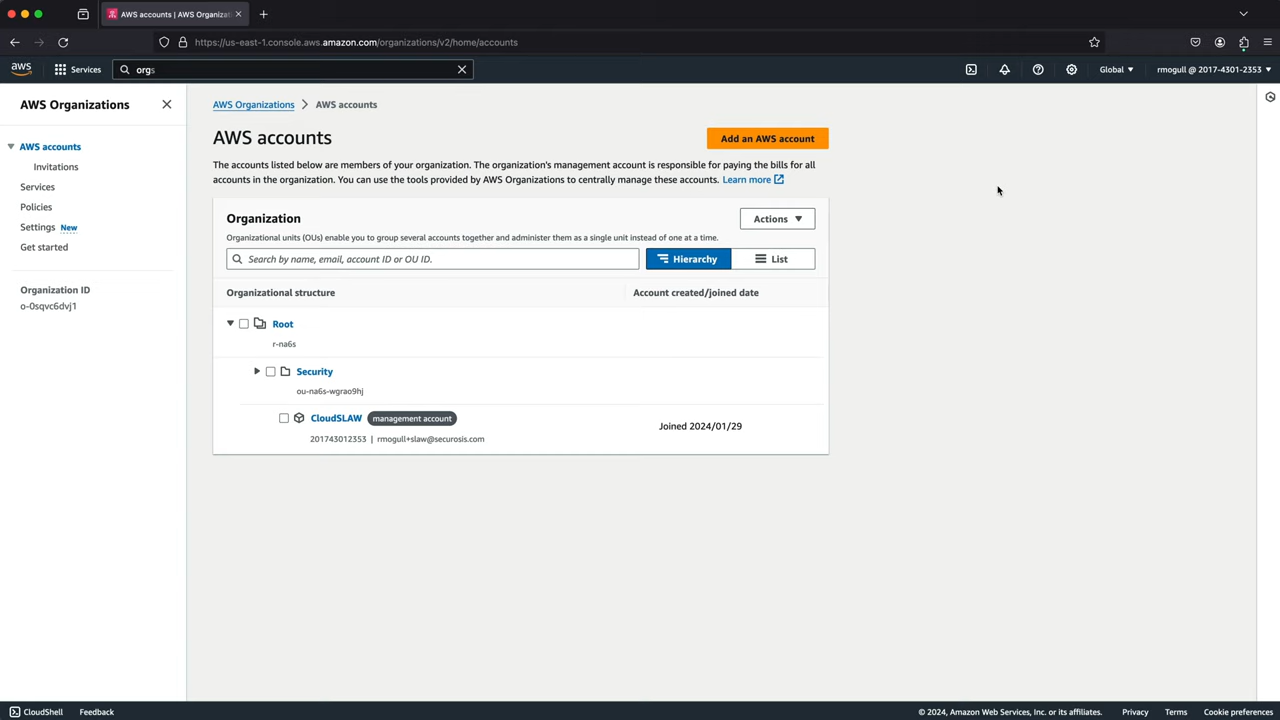 AWS accounts | AWS Organizati
https://us-east-1.console.aws.amazon.com/organizations/v2/home/accounts
aws
Services
orgs
Global
rmogull @ 2017-4301-2353
AWS Organizations
AWS accounts
Invitations
Services
Policies
Settings New
Get started
Organization ID
o-0sqvc6dvj1
AWS Organizations > AWS accounts
AWS accounts
Add an AWS account
The accounts listed below are members of your organization. The organization's management account is responsible for paying the bills for all
accounts in the organization. You can use the tools provided by AWS Organizations to centrally manage these accounts. Learn more
Organization
Actions
Organizational units (OUs) enable you to group several accounts together and administer them as a single unit instead of one at a time.
Search by name, email, account ID or OU ID.
Hierarchy
List
Organizational structure
Account created/joined date
Root
r-na6s
Security
ou-na6s-wgrao9hj
CloudSLAW management account
Joined 2024/01/29
201743012353 | rmogull+slaw@securosis.com
CloudShell
Feedback
© 2024, Amazon Web Services, Inc. or its affiliates.
Privacy
Terms
Cookie preferences